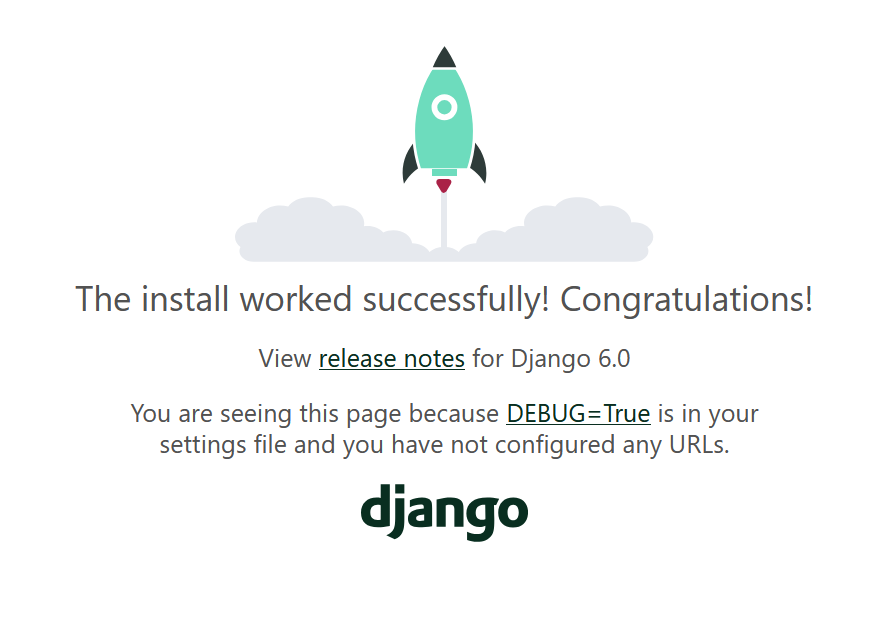 The install worked successfully! Congratulations!
View release notes for Django 6.0
You are seeing this page because DEBUG=True is in your
settings file and you have not configured any URLs.
django